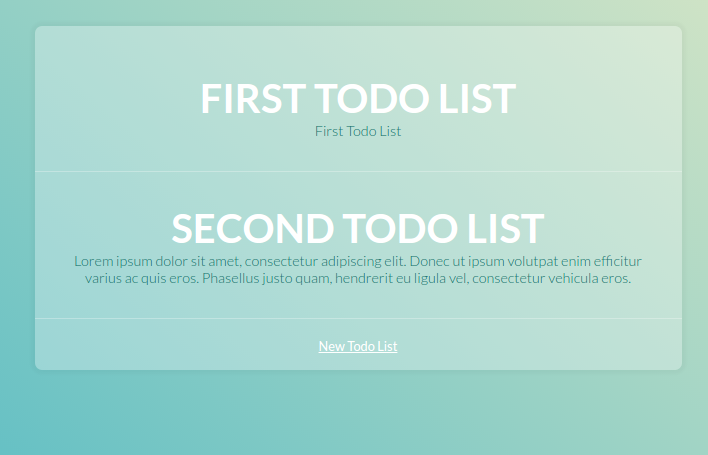 FIRST TODO LIST
First Todo List
SECOND TODO LIST
Lorem ipsum dolor sit amet, consectetur adipiscing elit. Donec ut ipsum volutpat enim efficitur
varius ac quis eros. Phasellus justo quam, hendrerit eu ligula vel, consectetur vehicula eros.
New Todo List